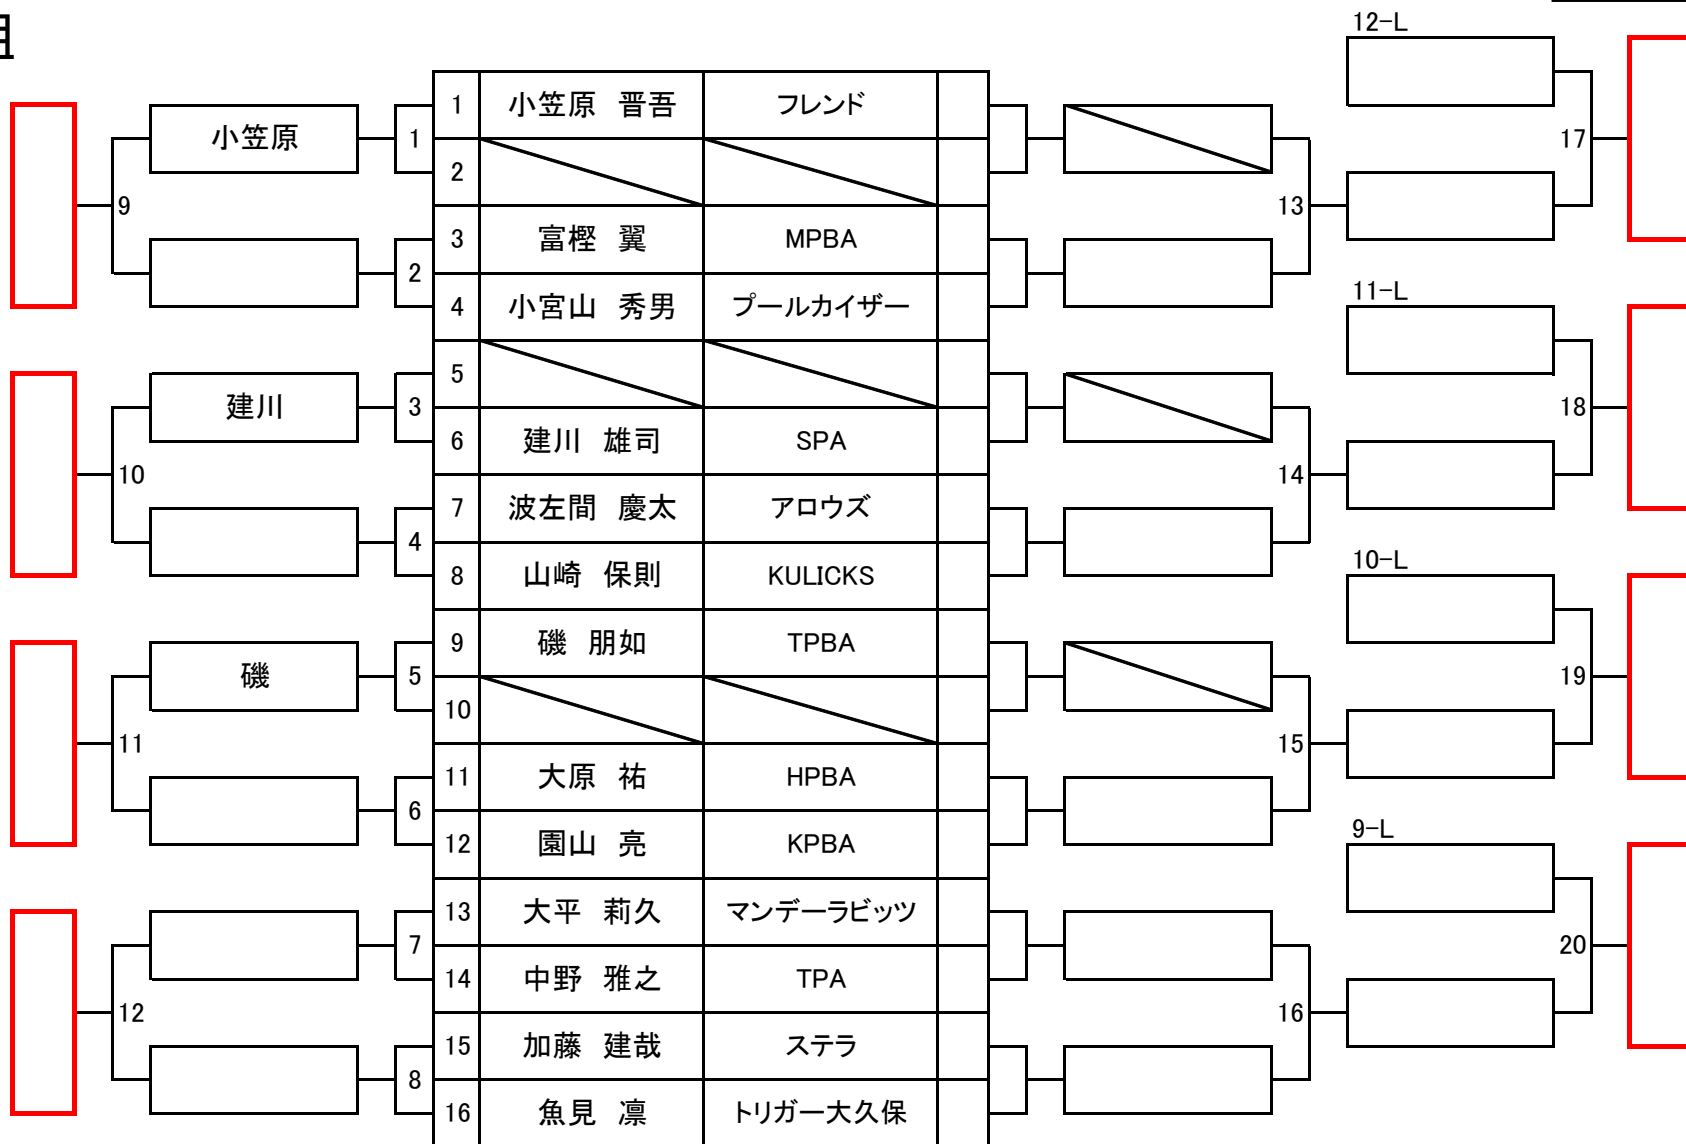 組
12-L
1 小笠原 晋吾 フレンド
小笠原 1
17
2
9
13
3 富樫 翼 MPBA
2
4 小宮山 秀男 プールカイザー
11-L
5
建川 3
18
6 建川 雄司 SPA
10
14
7 波左間 慶太 アロウズ
4
8 山崎 保則 KULICKS
10-L
9 磯 朋如 TPBA
磯 5
19
10
11
15
11 大原 祐 HPBA
6
12 園山 亮 KPBA
9-L
13 大平 莉久 マンデーラビッツ
7
20
14 中野 雅之 TPA
12
16
15 加藤 建哉 ステラ
8
16 魚見 凛 トリガー大久保